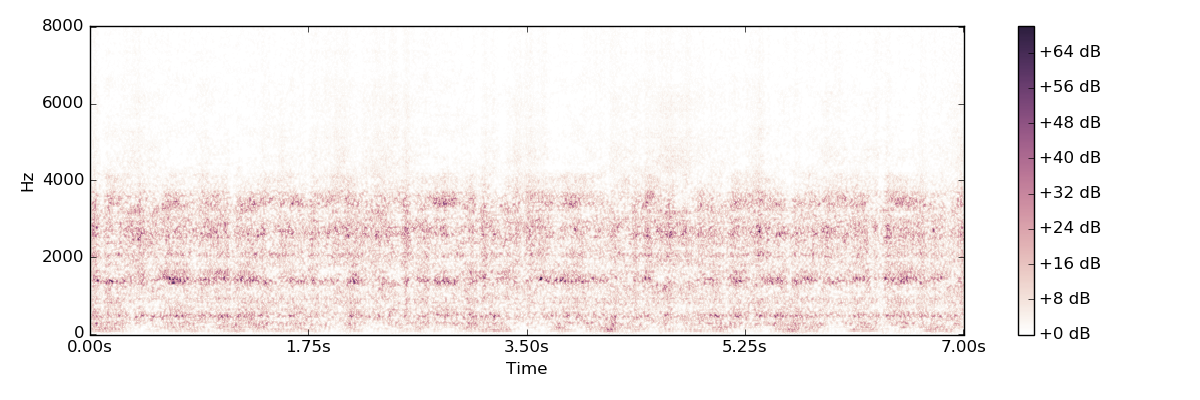 8000
6000
4000
2000
0
Hz
0.00s
1.75s
3.50s
5.25s
7.00s
Time
+64 dB
+56 dB
+48 dB
+40 dB
+32 dB
+24 dB
+16 dB
+8 dB
+0 dB